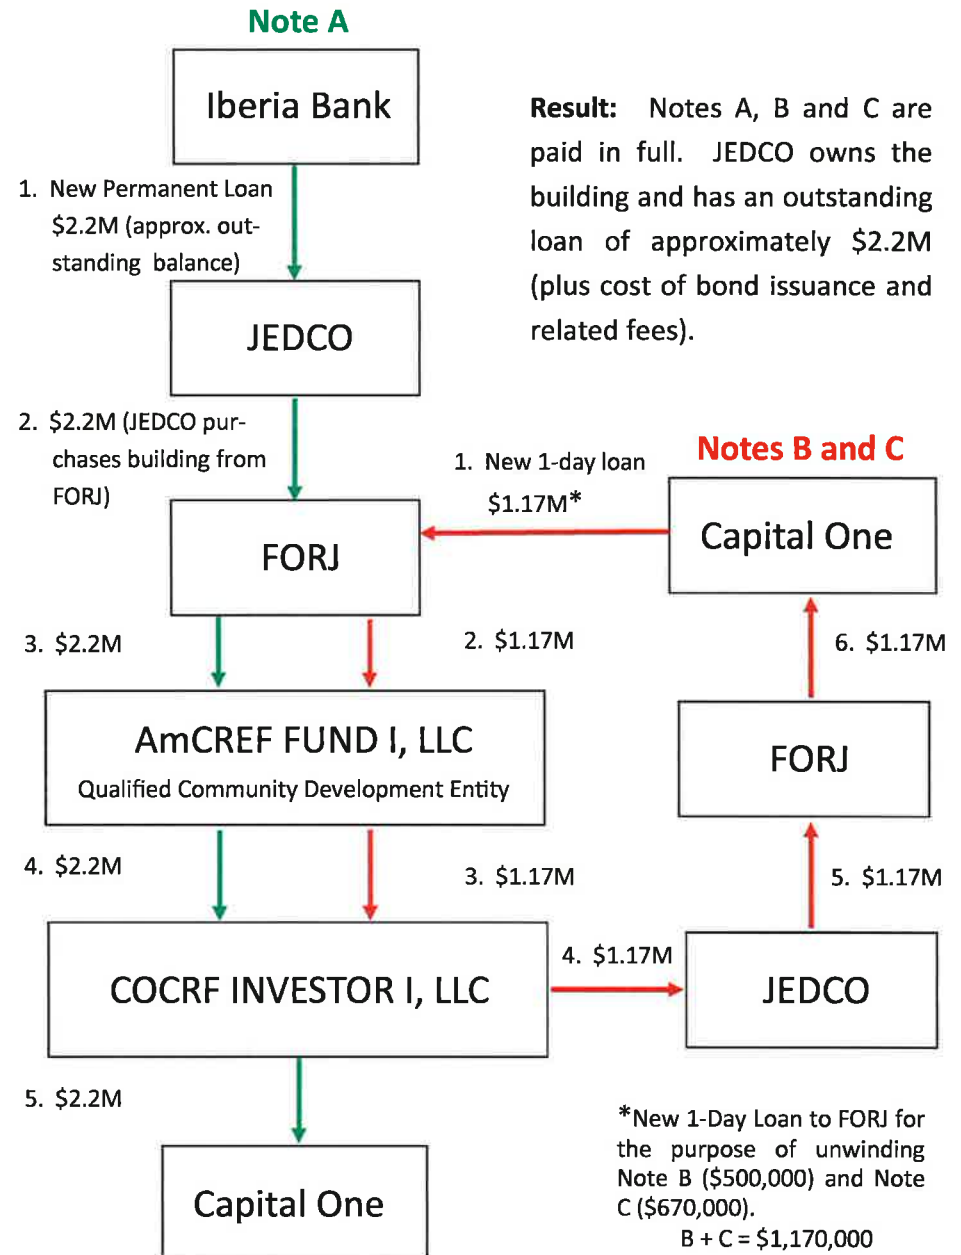 Note A
Iberia Bank
Result: Notes A, B and C are
paid in full. JEDCO owns the
building and has an outstanding
loan of approximately $2.2M
(plus cost of bond issuance and
related fees).
1. New Permanent Loan
$2.2M (approx. out-
standing balance)
JEDCO
2. $2.2M (JEDCO pur-
chases building from
FORJ)
Notes B and C
1. New 1-day loan
$1.17M*
Capital One
FORJ
3. $2.2M
2. $1.17M
6. $1.17M
AmCREF FUND I, LLC
Qualified Community Development Entity
FORJ
4. $2.2M
3. $1.17M
5. $1.17M
COCRF INVESTOR I, LLC
4. $1.17M
JEDCO
5. $2.2M
Capital One
*New 1-Day Loan to FORJ for
the purpose of unwinding
Note B ($500,000) and Note
C ($670,000).
B + C = $1,170,000